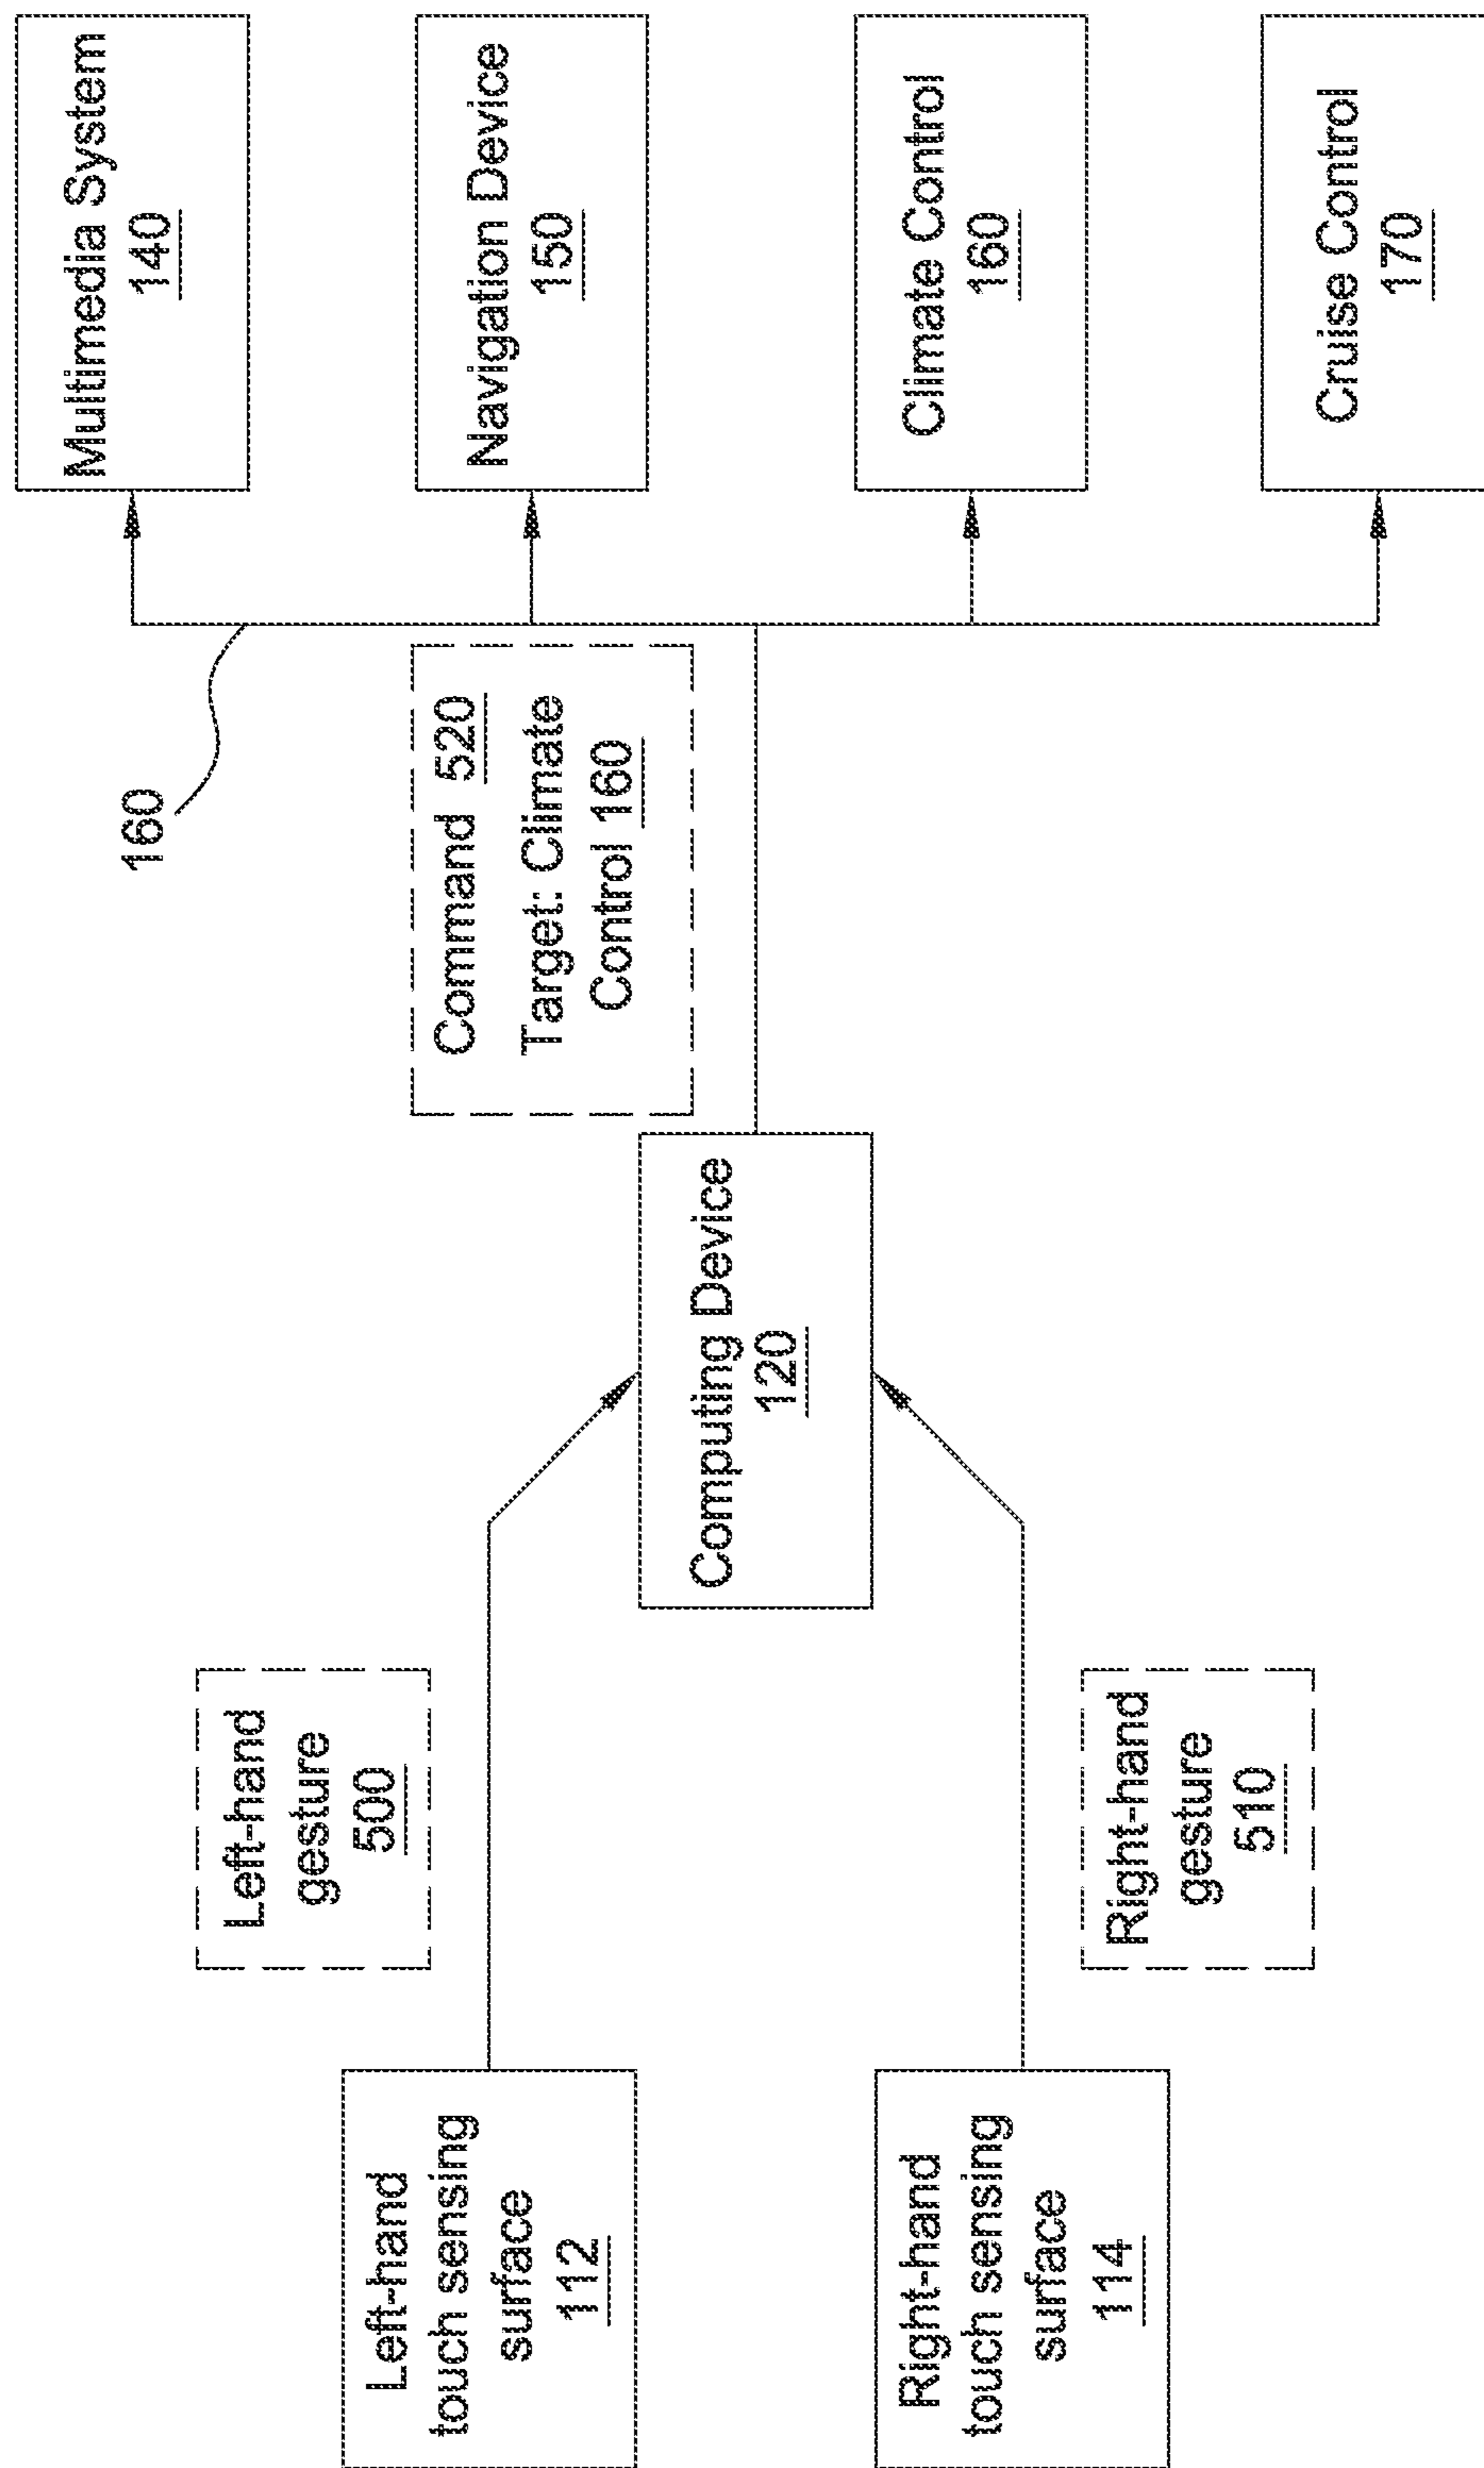 Left-hand
touch sensing
surface
112
Right-hand
touch sensing
surface
114
Left-hand
gesture
500
Right-hand
gesture
510
Computing Device
120
Command 520
Target: Climate
Control 160
160
Multimedia System
140
Navigation Device
150
Climate Control
160
Cruise Control
170